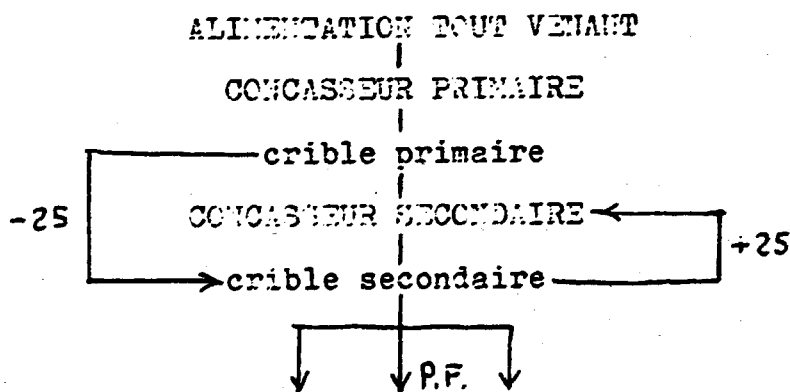 ALIMENTATION TOUT VENANT
CONCASSEUR PRIMAIRE
crible primaire
-25 CONCASSEUR SECONDAIRE
+25
crible secondaire
P.F.